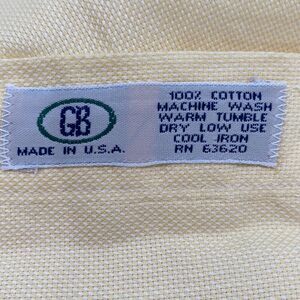 GB
MADE IN U.S.A.
100% COTTON
MACHINE WASH
WARM TUMBLE
DRY LOW USE
COOL IRON
RN 63620